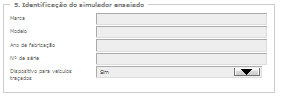 5. Identificação do simulador ensaiado
Marca
Modelo
Ano de fabricação
Nº de série
Dispositivo para veículos
traçados
Sim